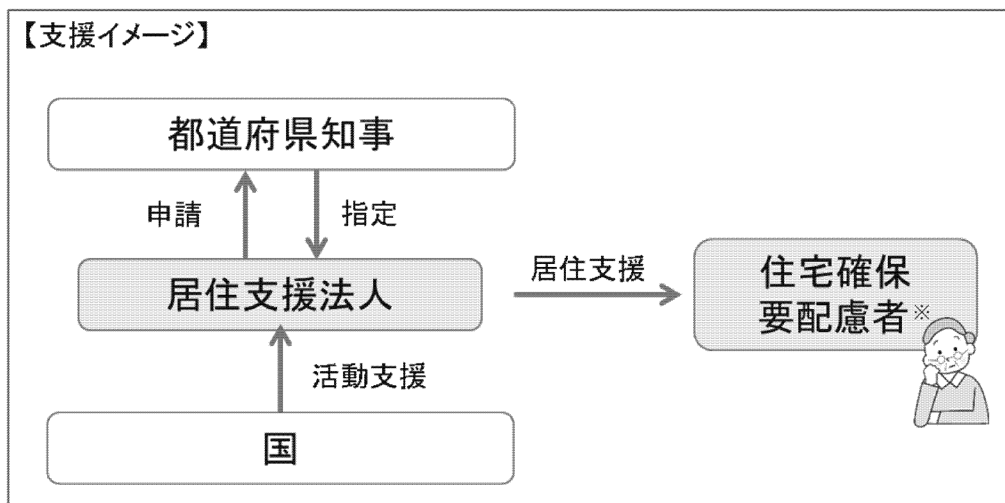 【支援イメージ】
都道府県知事
申請
指定
居住支援法人
居住支援
住宅確保
要配慮者※
活動支援
国